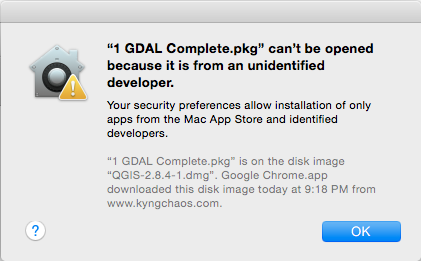 “1 GDAL Complete.pkg” can’t be opened
because it is from an unidentified
developer.
Your security preferences allow installation of only
apps from the Mac App Store and identified
developers.
“1 GDAL Complete.pkg” is on the disk image
“QGIS-2.8.4-1.dmg”. Google Chrome.app
downloaded this disk image today at 9:18 PM from
www.kyngchaos.com.
?
OK